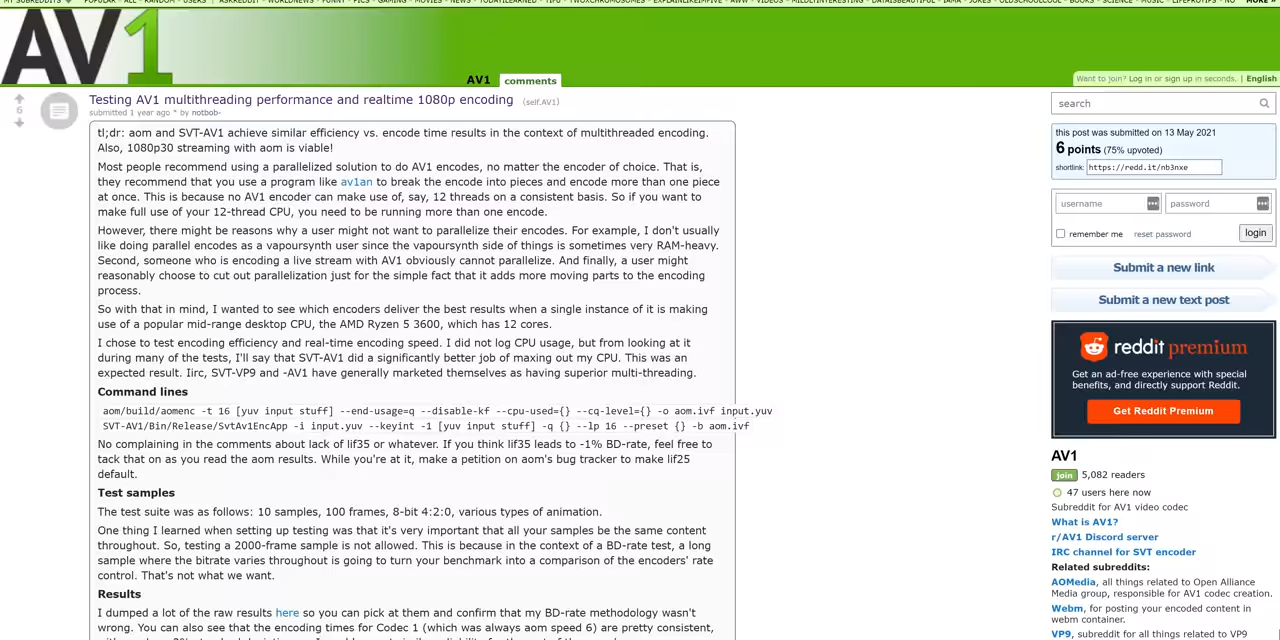 MY SUBREDDITS POPULAR - ALL - RANDOM - USERS | ASKREDDIT - WORLDNEWS - FUNNY - PICS - GAMING - MOVIES - NEWS - TODAYILEARNED - TIFU - TWOXCHROMOSOMES - EXPLAINLIKEIMFIVE - AWW - VIDEOS - MILDLYINTERESTING - DATAISBEAUTIFUL - IAMA - JOKES - OLDSCHOOLCOOL - BOOKS - SCIENCE - MUSIC - LIFEPROTIPS - NO MORE »
AV1
AV1 comments
Want to join? Log in or sign up in seconds. | English
6
Testing AV1 multithreading performance and realtime 1080p encoding (self.AV1)
submitted 1 year ago * by notbob-
tl;dr: aom and SVT-AV1 achieve similar efficiency vs. encode time results in the context of multithreaded encoding.
Also, 1080p30 streaming with aom is viable!
Most people recommend using a parallelized solution to do AV1 encodes, no matter the encoder of choice. That is,
they recommend that you use a program like av1an to break the encode into pieces and encode more than one piece
at once. This is because no AV1 encoder can make use of, say, 12 threads on a consistent basis. So if you want to
make full use of your 12-thread CPU, you need to be running more than one encode.
However, there might be reasons why a user might not want to parallelize their encodes. For example, I don't usually
like doing parallel encodes as a vapoursynth user since the vapoursynth side of things is sometimes very RAM-heavy.
Second, someone who is encoding a live stream with AV1 obviously cannot parallelize. And finally, a user might
reasonably choose to cut out parallelization just for the simple fact that it adds more moving parts to the encoding
process.
So with that in mind, I wanted to see which encoders deliver the best results when a single instance of it is making
use of a popular mid-range desktop CPU, the AMD Ryzen 5 3600, which has 12 cores.
I chose to test encoding efficiency and real-time encoding speed. I did not log CPU usage, but from looking at it
during many of the tests, I'll say that SVT-AV1 did a significantly better job of maxing out my CPU. This was an
expected result. Iirc, SVT-VP9 and -AV1 have generally marketed themselves as having superior multi-threading.
Command lines
aom/build/aomenc -t 16 [yuv input stuff] --end-usage=q --disable-kf --cpu-used={} --cq-level={} -o aom.ivf input.yuv
SVT-AV1/Bin/Release/SvtAv1EncApp -i input.yuv --keyint -1 [yuv input stuff] -q {} --lp 16 --preset {} -b aom.ivf
No complaining in the comments about lack of lif35 or whatever. If you think lif35 leads to -1% BD-rate, feel free to
tack that on as you read the aom results. While you're at it, make a petition on aom's bug tracker to make lif25
default.
Test samples
The test suite was as follows: 10 samples, 100 frames, 8-bit 4:2:0, various types of animation.
One thing I learned when setting up testing was that it's very important that all your samples be the same content
throughout. So, testing a 2000-frame sample is not allowed. This is because in the context of a BD-rate test, a long
sample where the bitrate varies throughout is going to turn your benchmark into a comparison of the encoders' rate
control. That's not what we want.
Results
I dumped a lot of the raw results here so you can pick at them and confirm that my BD-rate methodology wasn't
wrong. You can also see that the encoding times for Codec 1 (which was always aom speed 6) are pretty consistent,
search
this post was submitted on 13 May 2021
6 points (75% upvoted)
shortlink: https://redd.it/nb3nxe
username password
remember me reset password login
Submit a new link
Submit a new text post
reddit premium
Get an ad-free experience with special
benefits, and directly support Reddit.
Get Reddit Premium
AV1
join 5,082 readers
47 users here now
Subreddit for AV1 video codec
What is AV1?
r/AV1 Discord server
IRC channel for SVT encoder
Related subreddits:
AOMedia, all things related to Open Alliance
Media group, responsible for AV1 codec creation.
Webm, for posting your encoded content in
webm container.
VP9, subreddit for all things related to VP9